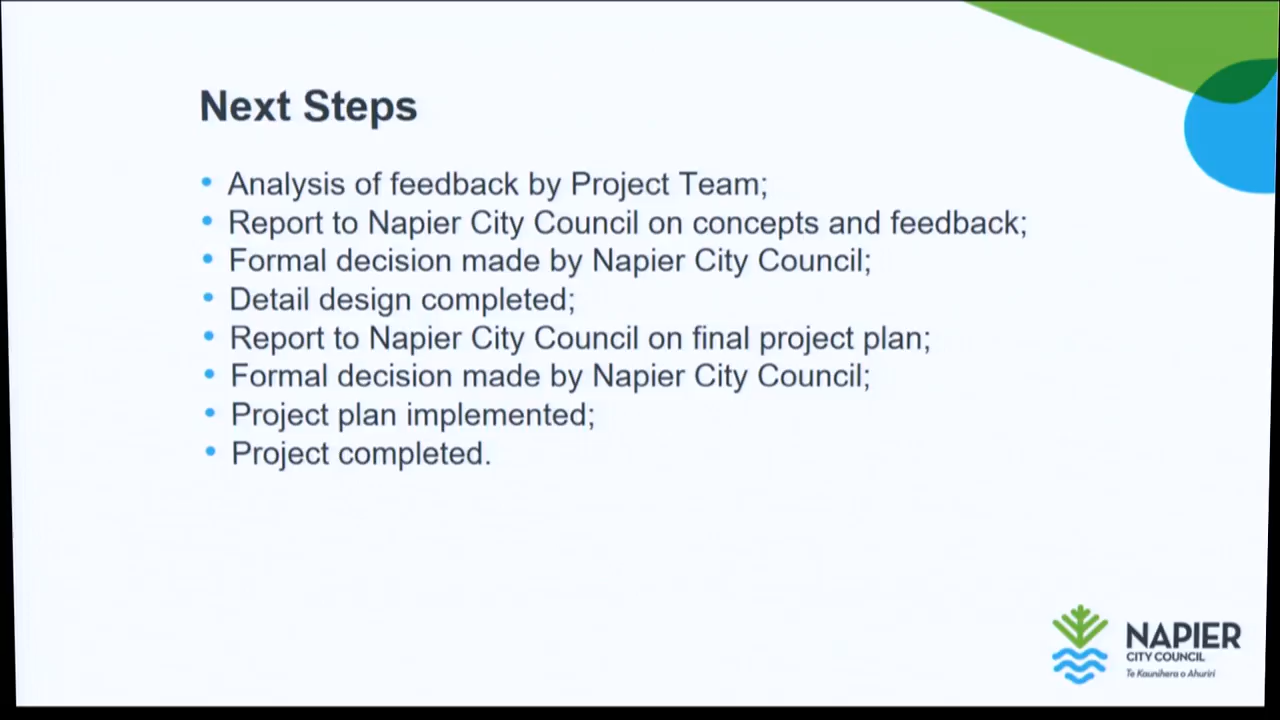 Next Steps
• Analysis of feedback by Project Team;
• Report to Napier City Council on concepts and feedback;
• Formal decision made by Napier City Council;
• Detail design completed;
• Report to Napier City Council on final project plan;
• Formal decision made by Napier City Council;
• Project plan implemented;
• Project completed.
NAPIER
CITY COUNCIL
Te Kaunihera o Ahuriri